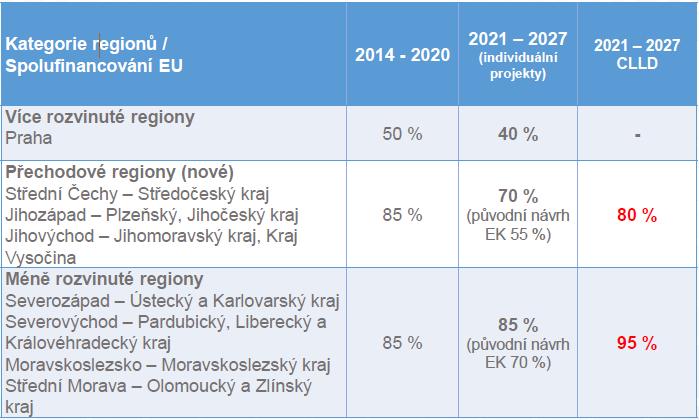 Kategorie regionů /
Spolufinancování EU
2014 - 2020
2021 – 2027
(individuální
projekty)
2021 – 2027
CLLD
Více rozvinuté regiony
Praha
50 %
40 %
-
Přechodové regiony (nové)
Střední Čechy – Středočeský kraj
Jihozápad – Plzeňský, Jihočeský kraj
Jihovýchod – Jihomoravský kraj, Kraj
Vysočina
85 %
70 %
(původní návrh
EK 55 %)
80 %
Méně rozvinuté regiony
Severozápad – Ústecký a Karlovarský kraj
Severovýchod – Pardubický, Liberecký a
Královéhradecký kraj
Moravskoslezsko – Moravskoslezský kraj
Střední Morava – Olomoucký a Zlínský
kraj
85 %
85 %
(původní návrh
EK 70 %)
95 %